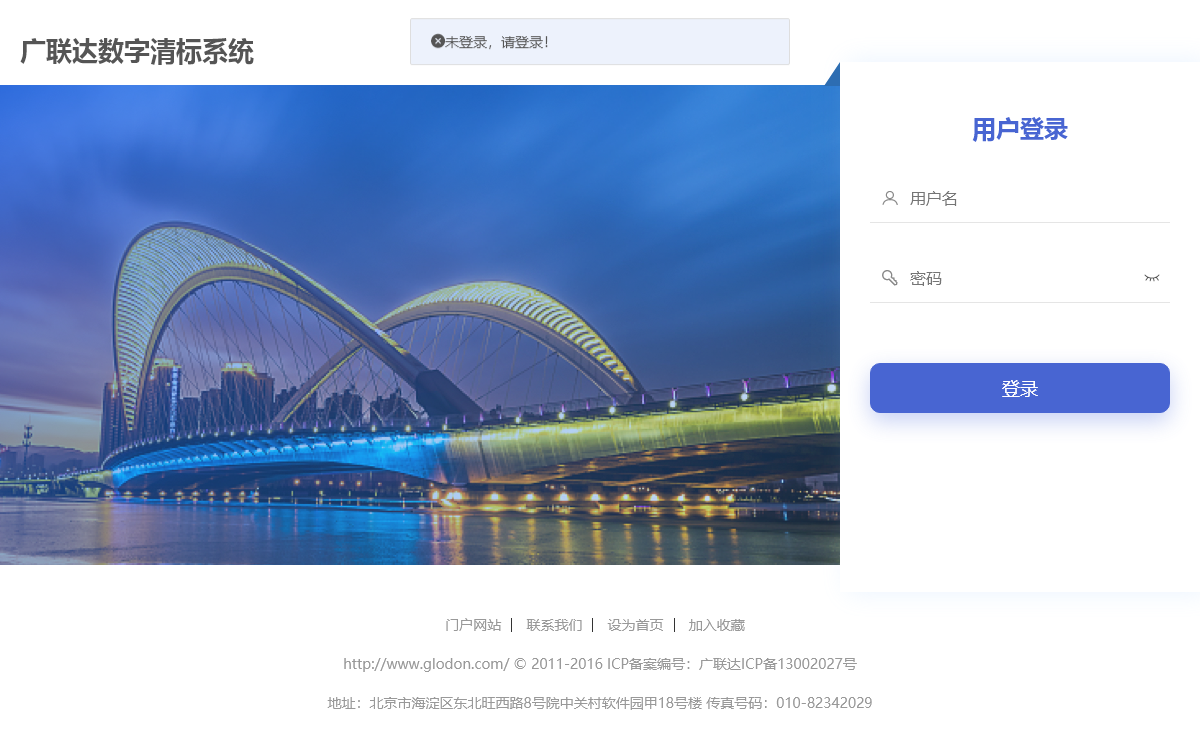 广联达数字清标系统
未登录，请登录！
用户登录
用户名
密码
登录
门户网站 | 联系我们 | 设为首页 | 加入收藏
http://www.glodon.com/ © 2011-2016 ICP备案编号：广联达ICP备13002027号
地址：北京市海淀区东北旺西路8号院中关村软件园甲18号楼 传真号码：010-82342029